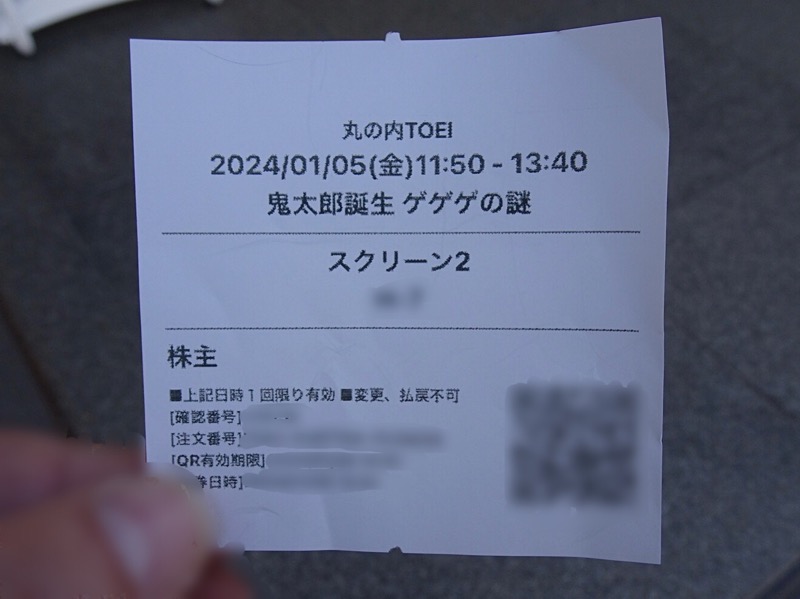 丸の内TOEI
2024/01/05(金)11:50 - 13:40
鬼太郎誕生 ゲゲゲの謎
スクリーン2
株主
■上記日時1回限り有効 ■変更、払戻不可
[確認番号]
[注文番号]
[QR有効期限]
券日時]